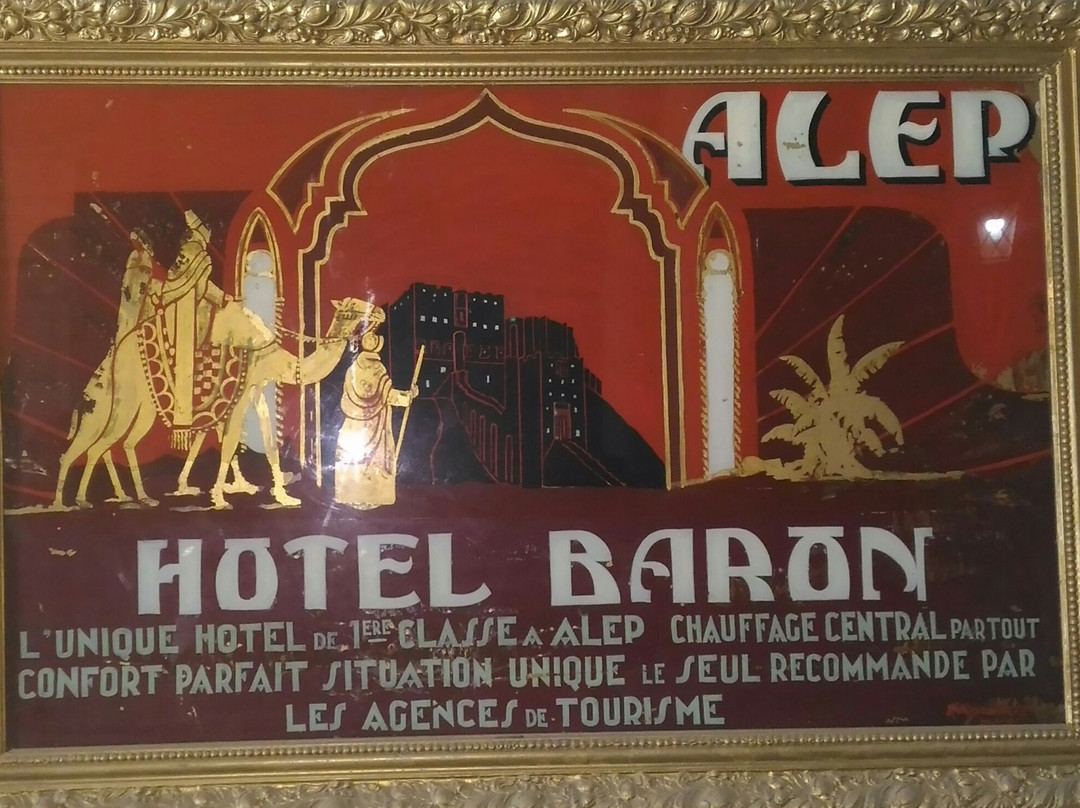 ALEP
HOTEL BARON
L'UNIQUE HOTEL DE 1ERE CLASSE A ALEP CHAUFFAGE CENTRAL PARTOUT
CONFORT PARFAIT SITUATION UNIQUE LE SEUL RECOMMANDE PAR
LES AGENCES DE TOURISME